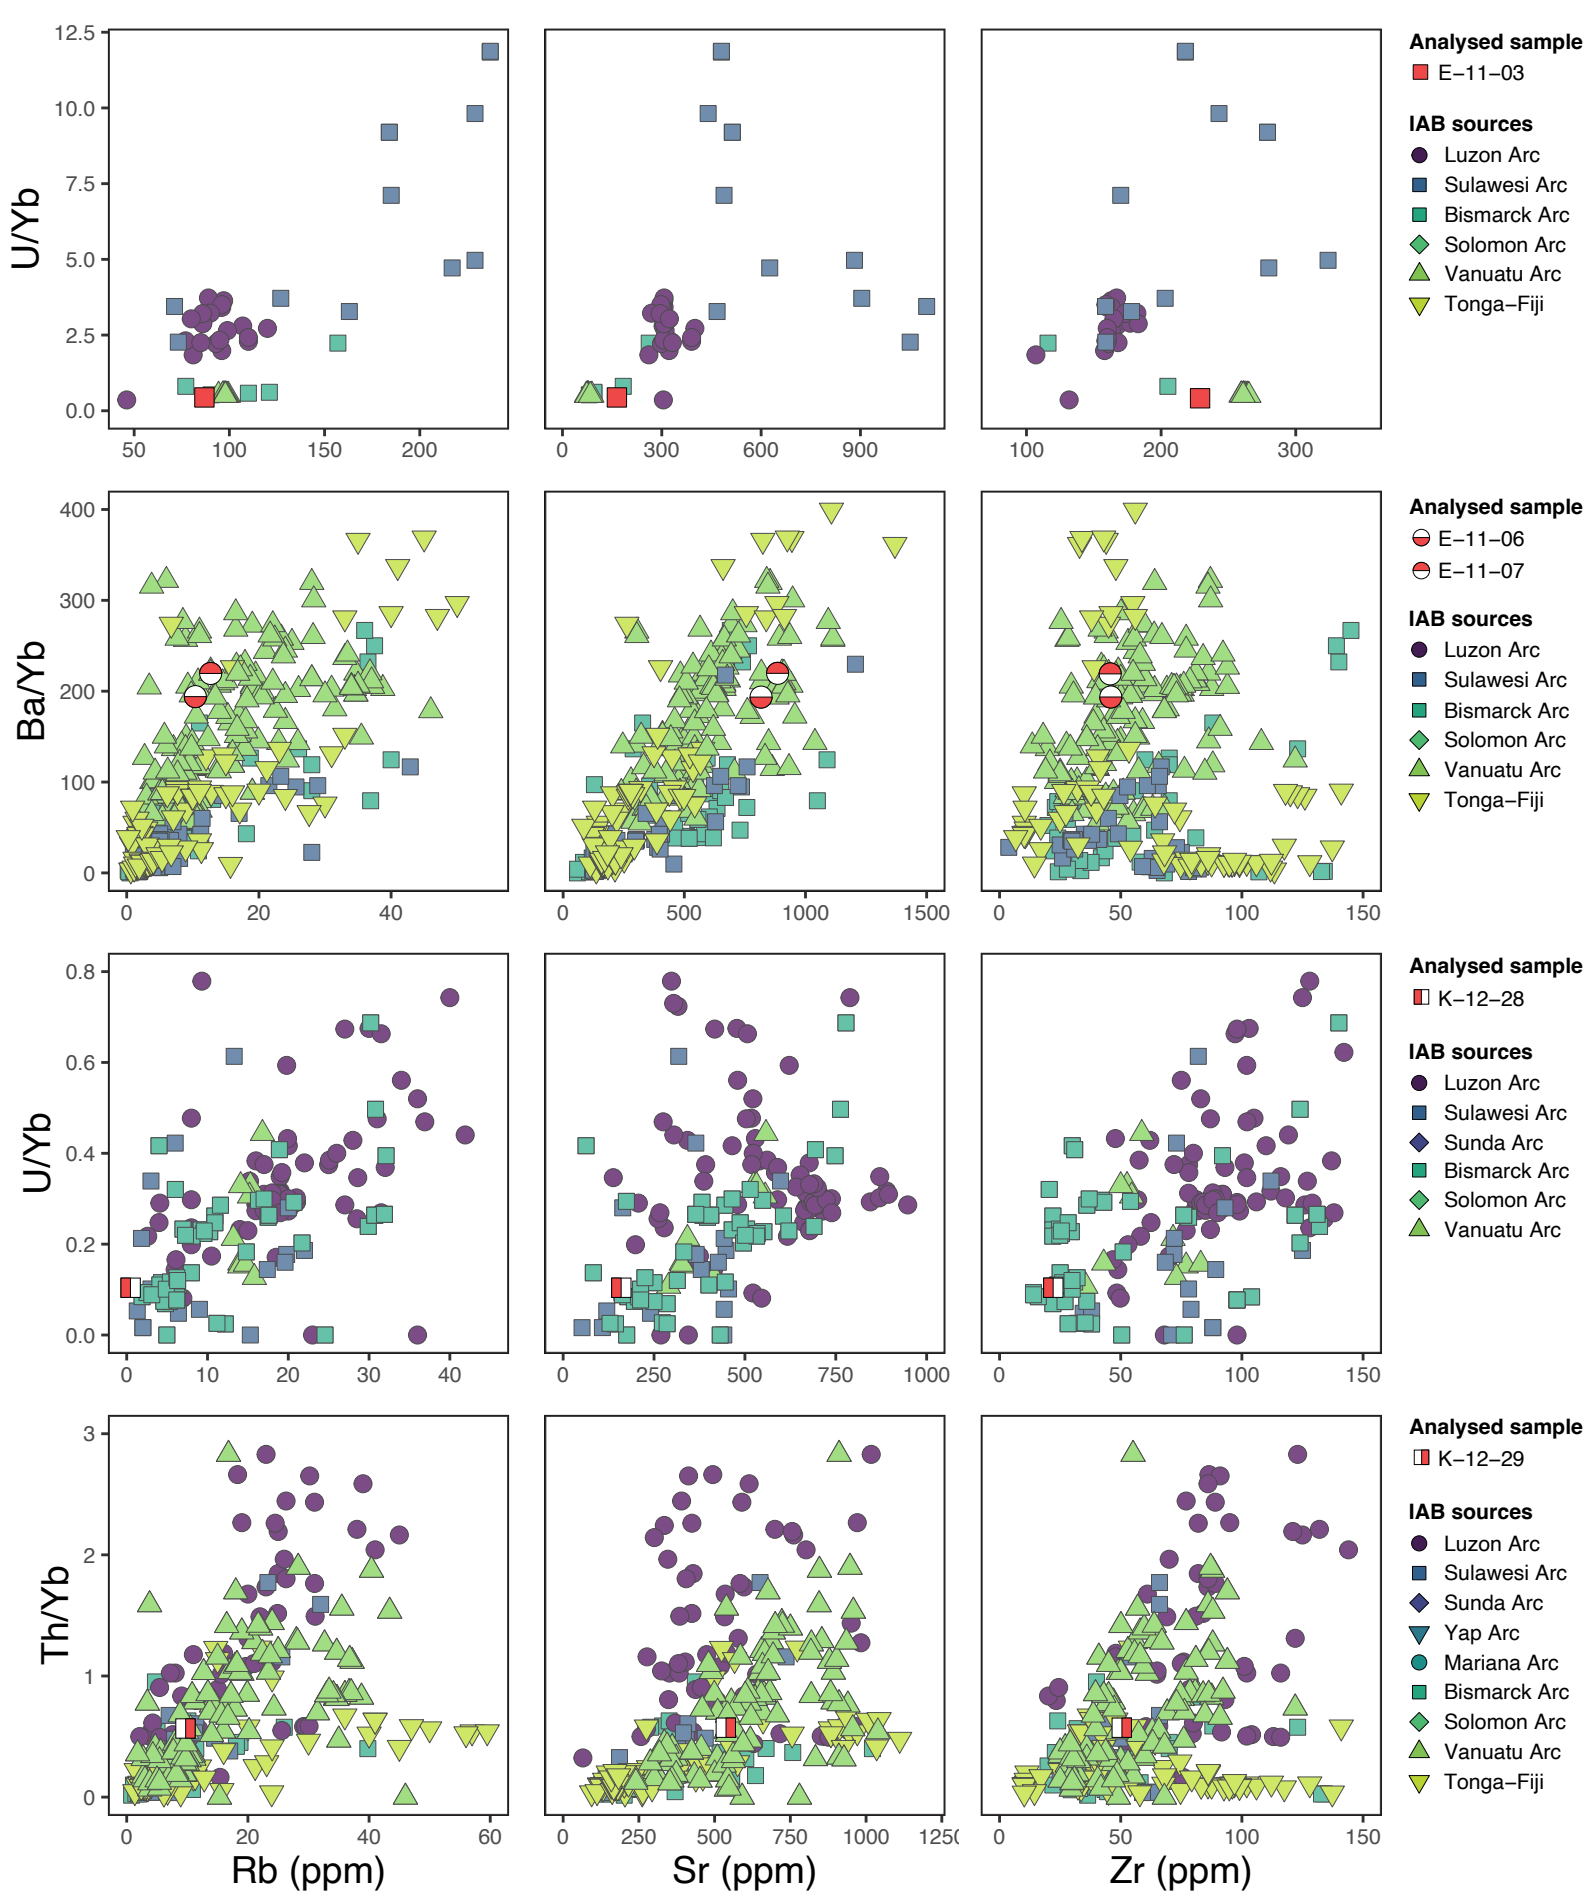 12.5
10.0
7.5
5.0
2.5
0.0
U/Yb
50 100 150 200
0 300 600 900
100 200 300
Analysed sample
E−11−03
IAB sources
Luzon Arc
Sulawesi Arc
Bismarck Arc
Solomon Arc
Vanuatu Arc
Tonga−Fiji
400
300
200
100
0
Ba/Yb
0 20 40
0 500 1000 1500
0 50 100 150
Analysed sample
E−11−06
E−11−07
IAB sources
Luzon Arc
Sulawesi Arc
Bismarck Arc
Solomon Arc
Vanuatu Arc
Tonga−Fiji
0.8
0.6
0.4
0.2
0.0
U/Yb
0 10 20 30 40
0 250 500 750 1000
0 50 100 150
Analysed sample
K−12−28
IAB sources
Luzon Arc
Sulawesi Arc
Sunda Arc
Bismarck Arc
Solomon Arc
Vanuatu Arc
3
2
1
0
Th/Yb
0 20 40 60
0 250 500 750 1000 1250
0 50 100 150
Rb (ppm)
Sr (ppm)
Zr (ppm)
Analysed sample
K−12−29
IAB sources
Luzon Arc
Sulawesi Arc
Sunda Arc
Yap Arc
Mariana Arc
Bismarck Arc
Solomon Arc
Vanuatu Arc
Tonga−Fiji